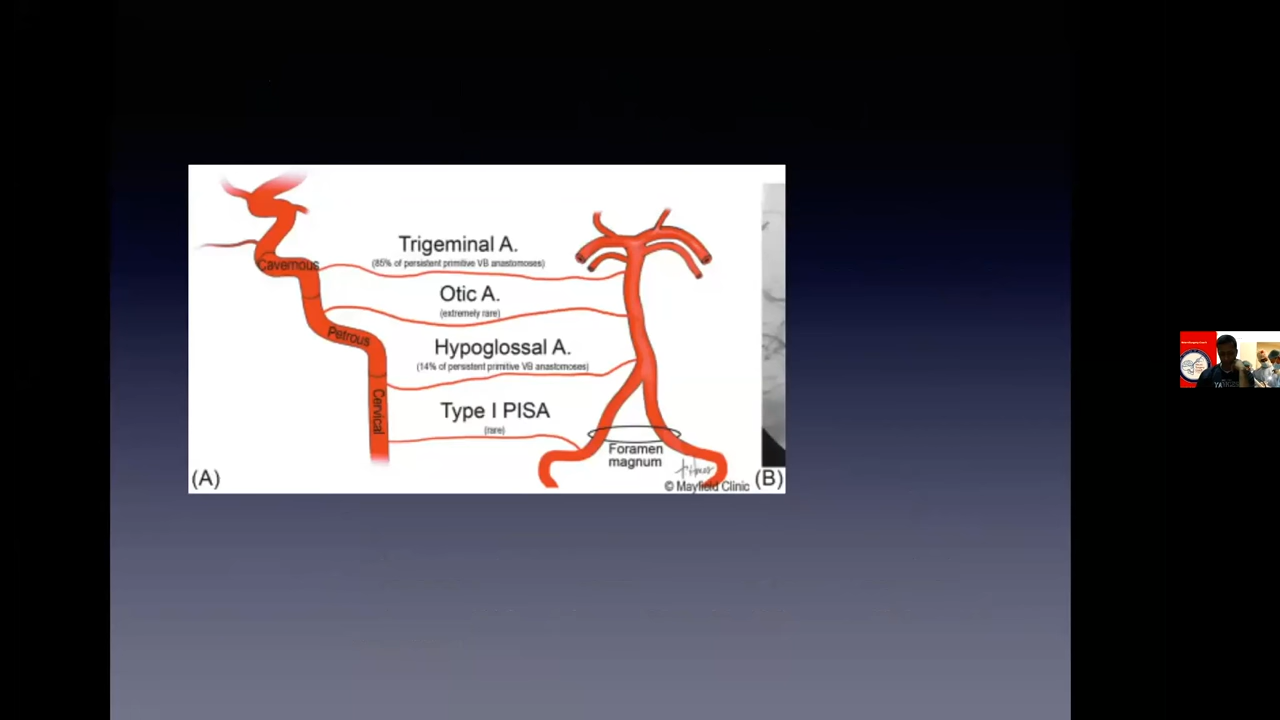 Trigeminal A.
(85% of persistent primitive VB anastomoses)
Cavernous
Otic A.
(extremely rare)
Petrous
Hypoglossal A.
(14% of persistent primitive VB anastomoses)
Cervical
Type I PISA
(rare)
Foramen
magnum
(A)
© Mayfield Clinic
(B)